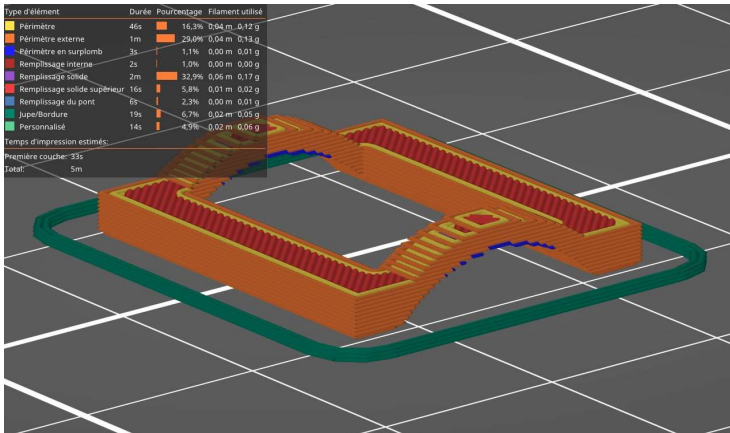 Type d'élément Durée Pourcentage Filament utilisé
Périmètre 46s 16,3% 0,04 m 0,12 g
Périmètre externe 1m 29,0% 0,04 m 0,13 g
Périmètre en surplomb 3s 1,1% 0,00 m 0,01 g
Remplissage interne 2s 1,0% 0,00 m 0,00 g
Remplissage solide 2m 32,9% 0,06 m 0,17 g
Remplissage solide supérieur 16s 5,8% 0,01 m 0,02 g
Remplissage du pont 6s 2,3% 0,00 m 0,01 g
Jupe/Bordure 19s 6,7% 0,02 m 0,05 g
Personnalisé 14s 4,9% 0,02 m 0,06 g
Temps d'impression estimés:
Première couche: 33s
Total: 5m